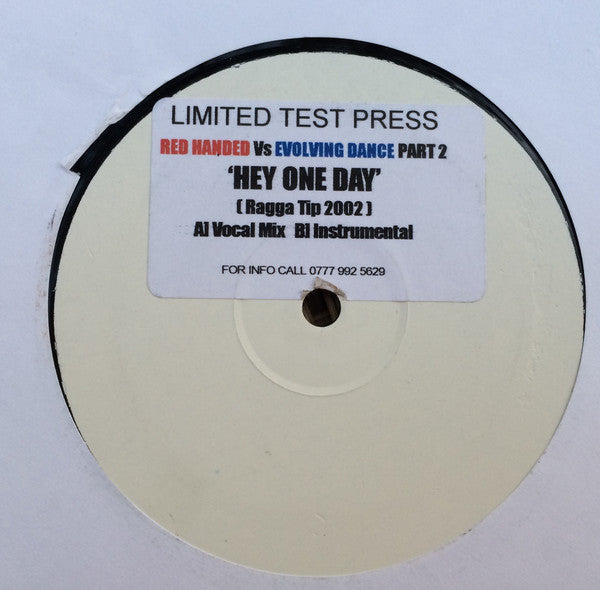 LIMITED TEST PRESS
RED HANDED Vs EVOLVING DANCE PART 2
‘HEY ONE DAY’
( Ragga Tip 2002 )
A] Vocal Mix B] Instrumental
FOR INFO CALL 0777 992 5629